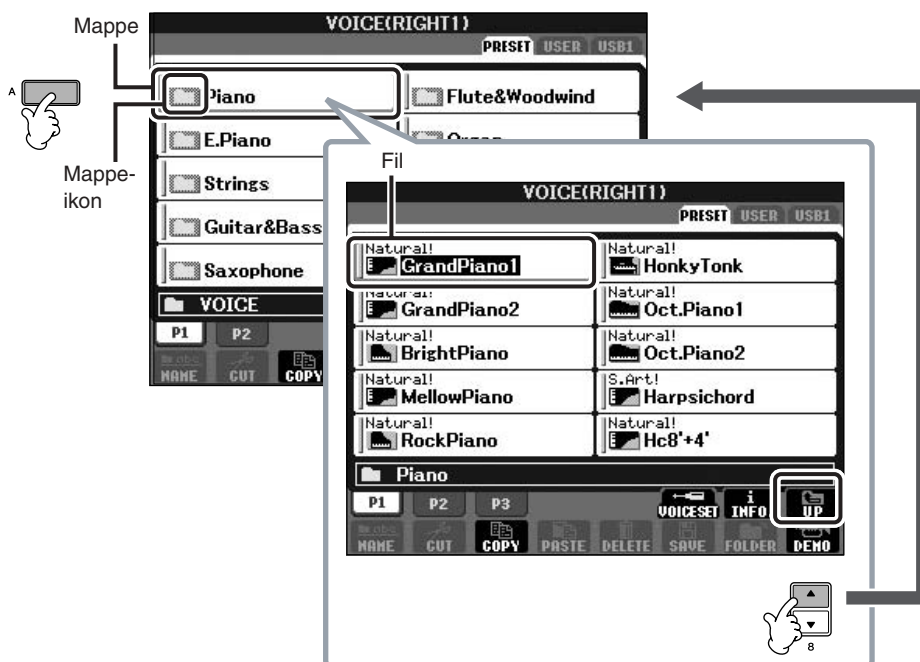 Mappe
VOICE(RIGHT1)
PRESET USER USB1
A
Piano
Flute&Woodwind
E.Piano
Organ
Mappe-
ikon
Strings
Guitar&Bass
Saxophone
VOICE
P1 P2
NAME CUT COPY
Fil
VOICE(RIGHT1)
PRESET USER USB1
Natural!
GrandPiano1
Natural!
HonkyTonk
Natural!
GrandPiano2
Natural!
Oct.Piano1
Natural!
BrightPiano
Natural!
Oct.Piano2
Natural!
MellowPiano
S.Art!
Harpsichord
Natural!
RockPiano
Natural!
Hc8'+4'
Piano
P1 P2 P3 VOICESET INFO UP
NAME CUT COPY PASTE DELETE SAVE FOLDER DEMO
8